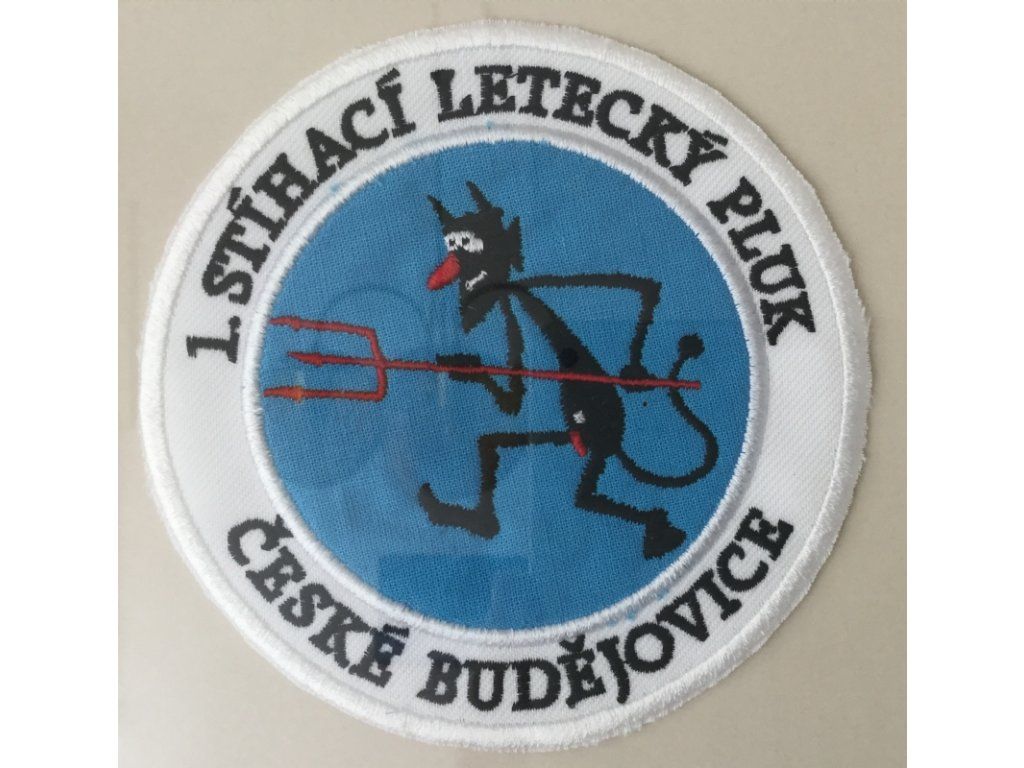 1. STÍHACÍ LETECKÝ PLUK
ČESKÉ BUDĚJOVICE